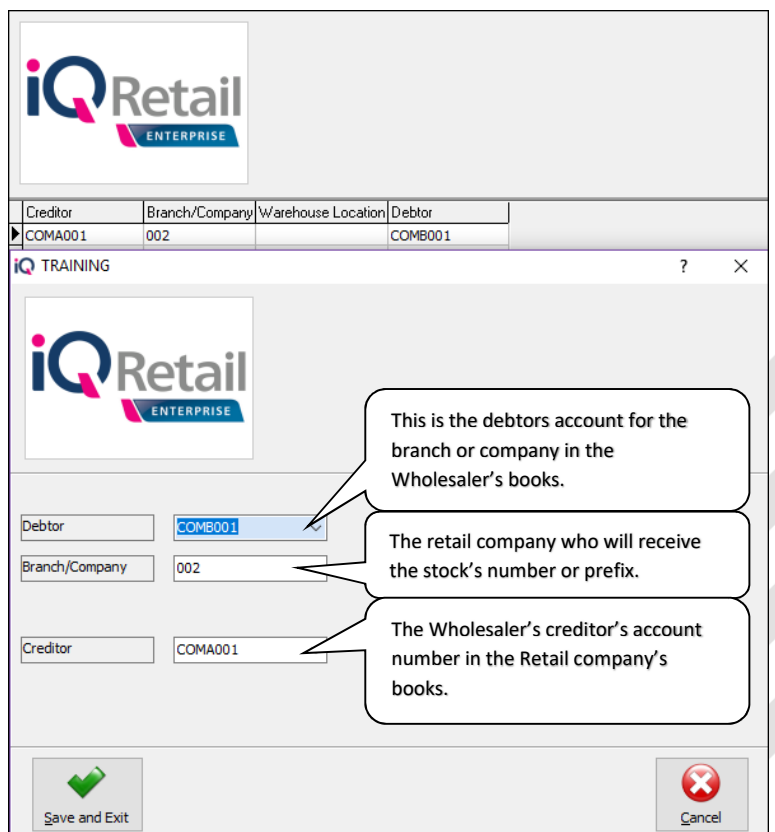 iQ Retail
ENTERPRISE
Creditor Branch/Company Warehouse Location Debtor
COMA001 002 COMB001
iQ TRAINING ? ×
iQ Retail
ENTERPRISE
This is the debtors account for the
branch or company in the
Wholesaler’s books.
Debtor COMB001
The retail company who will receive
the stock’s number or prefix.
Branch/Company 002
The Wholesaler’s creditor’s account
number in the Retail company’s
books.
Creditor COMA001
Save and Exit
Cancel